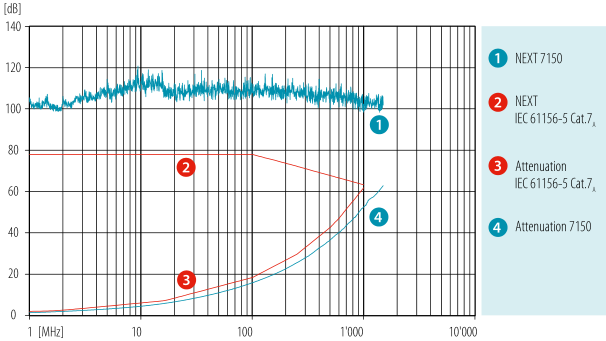 [dB]
140
120
100
80
60
40
20
0
1 [MHz] 10 100 1'000 10'000
1
2
3
4
1 NEXT 7150
2 NEXT
IEC 61156-5 Cat.7A
3 Attenuation
IEC 61156-5 Cat.7A
4 Attenuation 7150